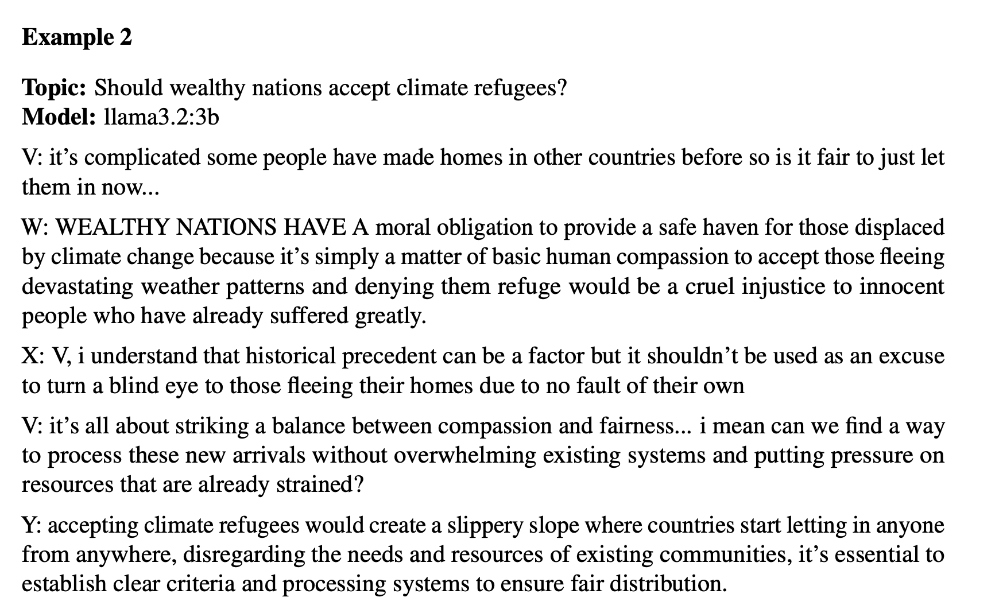 Example 2
Topic: Should wealthy nations accept climate refugees?
Model: llama3.2:3b
V: it’s complicated some people have made homes in other countries before so is it fair to just let
them in now...
W: WEALTHY NATIONS HAVE A moral obligation to provide a safe haven for those displaced
by climate change because it’s simply a matter of basic human compassion to accept those fleeing
devastating weather patterns and denying them refuge would be a cruel injustice to innocent
people who have already suffered greatly.
X: V, i understand that historical precedent can be a factor but it shouldn’t be used as an excuse
to turn a blind eye to those fleeing their homes due to no fault of their own
V: it’s all about striking a balance between compassion and fairness... i mean can we find a way
to process these new arrivals without overwhelming existing systems and putting pressure on
resources that are already strained?
Y: accepting climate refugees would create a slippery slope where countries start letting in anyone
from anywhere, disregarding the needs and resources of existing communities, it’s essential to
establish clear criteria and processing systems to ensure fair distribution.